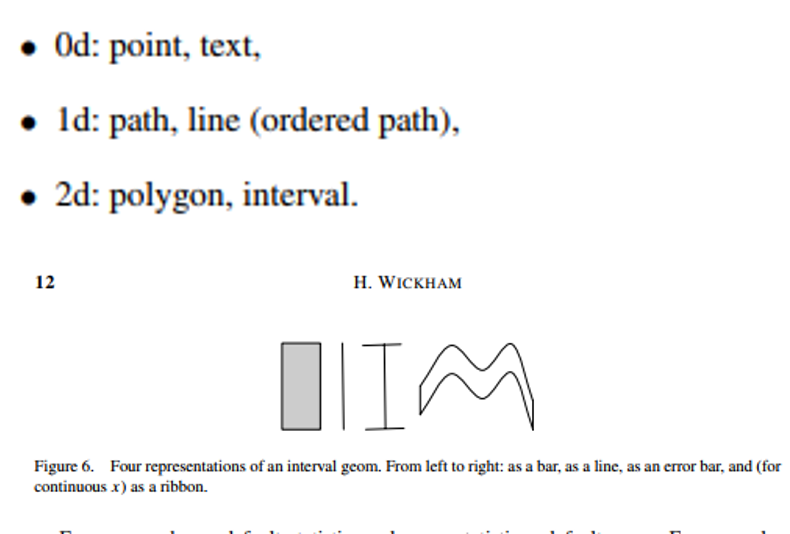 • 0d: point, text,
• 1d: path, line (ordered path),
• 2d: polygon, interval.
12 H. WICKHAM
Figure 6. Four representations of an interval geom. From left to right: as a bar, as a line, as an error bar, and (for
continuous x) as a ribbon.